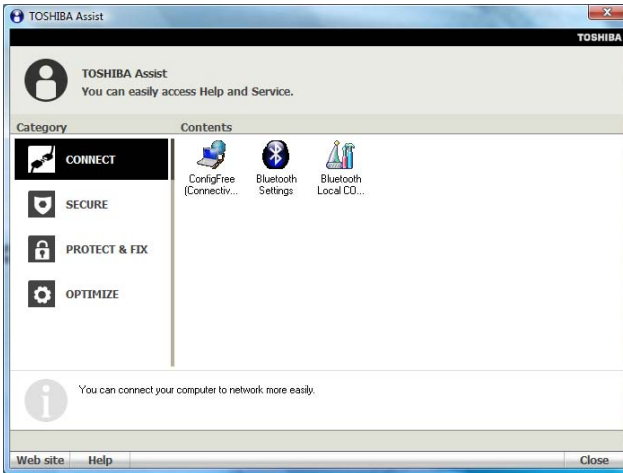 TOSHIBA Assist
TOSHIBA
TOSHIBA Assist
You can easily access Help and Service.
Category
Contents
CONNECT
SECURE
PROTECT & FIX
OPTIMIZE
ConfigFree
(Connectiv...
Bluetooth
Settings
Bluetooth
Local CO...
You can connect your computer to network more easily.
Web site
Help
Close